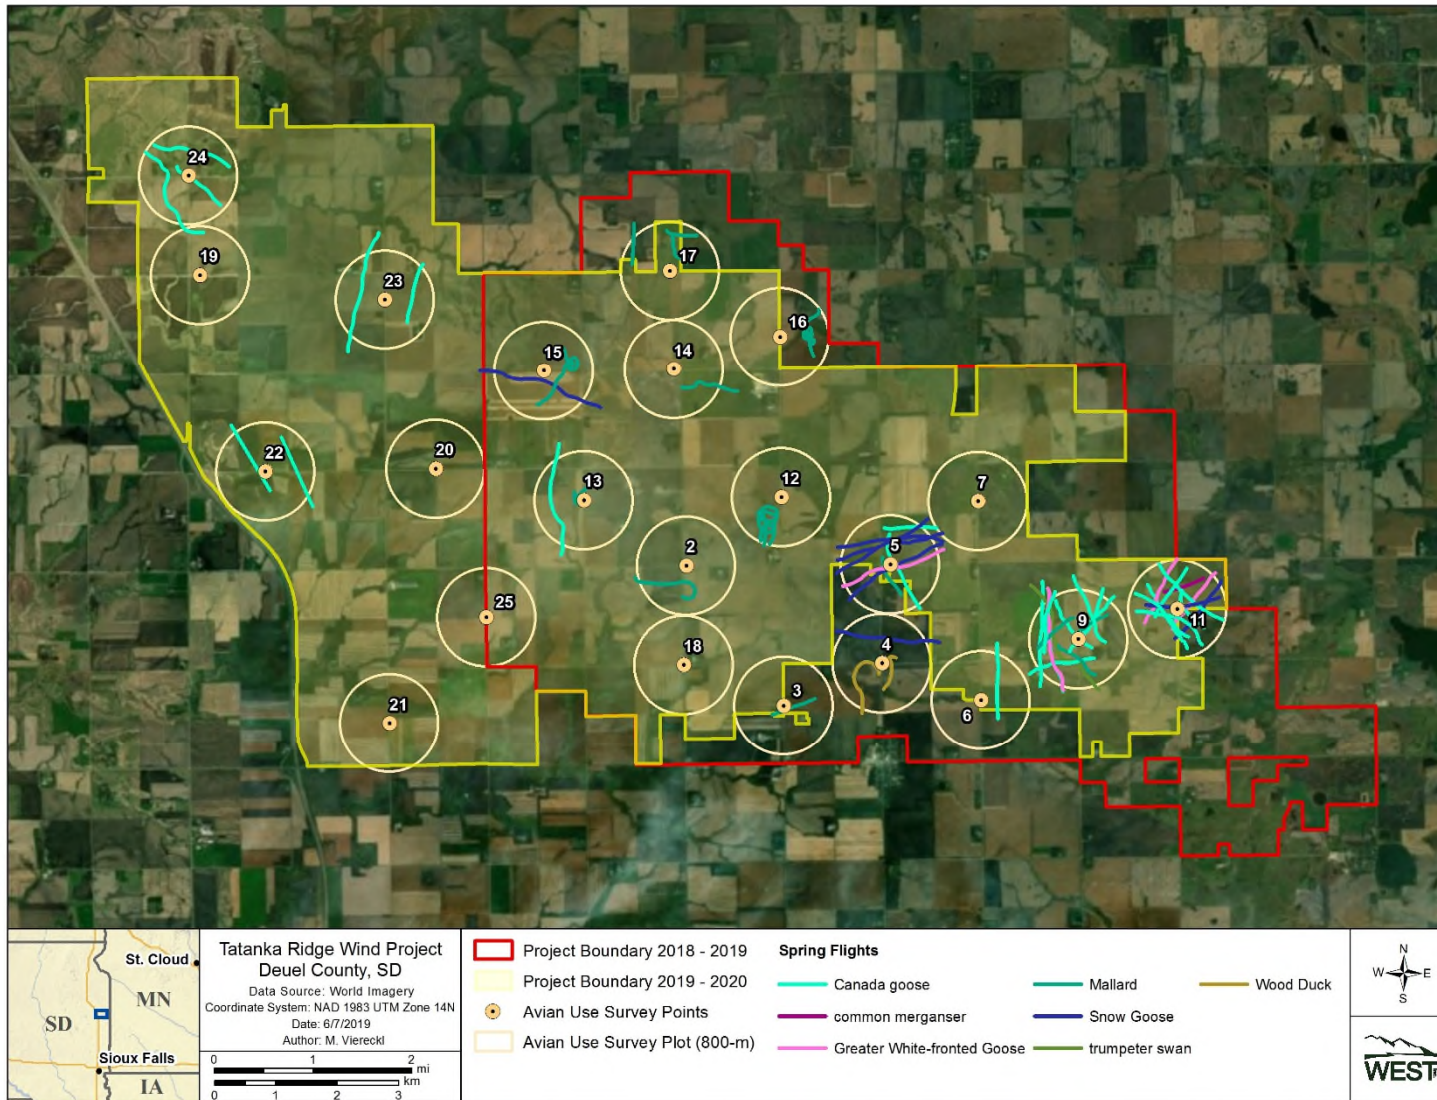 24
19
23
17
16
15
14
22
20
13
12
7
2
5
25
18
4
9
11
3
6
21
St. Cloud
MN
SD
Sioux Falls
IA
Tatanka Ridge Wind Project
Deuel County, SD
Data Source: World Imagery
Coordinate System: NAD 1983 UTM Zone 14N
Date: 6/7/2019
Author: M. Viereckl
0 1 2
mi
km
0 1 2 3
Project Boundary 2018 - 2019
Project Boundary 2019 - 2020
Avian Use Survey Points
Avian Use Survey Plot (800-m)
Spring Flights
Canada goose
common merganser
Greater White-fronted Goose
Mallard
Snow Goose
trumpeter swan
Wood Duck
N
W E
S
WEST